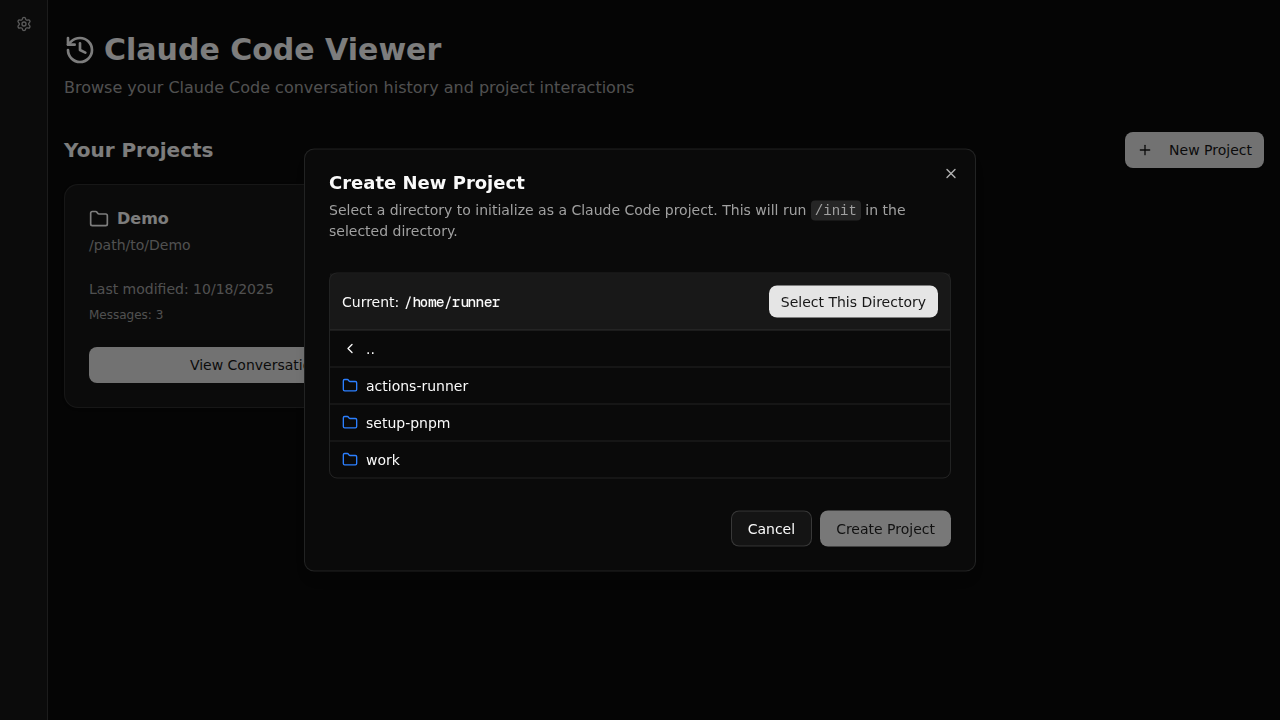 Claude Code Viewer
Browse your Claude Code conversation history and project interactions
Your Projects
New Project
Demo
/path/to/Demo
Last modified: 10/18/2025
Messages: 3
View Conversati
Create New Project
Select a directory to initialize as a Claude Code project. This will run /init in the
selected directory.
Current: /home/runner
Select This Directory
..
actions-runner
setup-pnpm
work
Cancel
Create Project